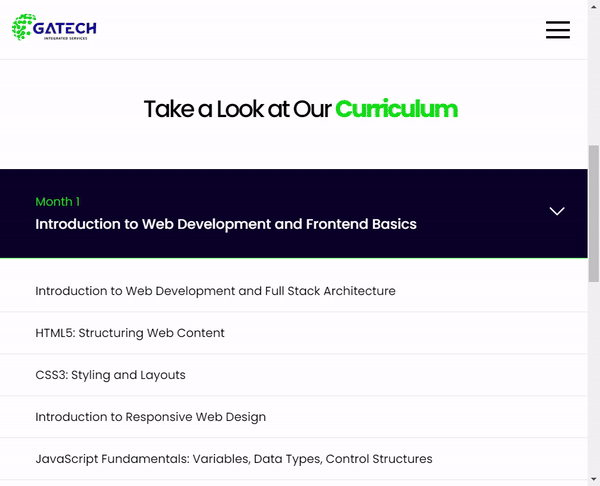 GATECH
INTEGRATED SERVICES
Take a Look at Our Curriculum
Month 1
Introduction to Web Development and Frontend Basics
Introduction to Web Development and Full Stack Architecture
HTML5: Structuring Web Content
CSS3: Styling and Layouts
Introduction to Responsive Web Design
JavaScript Fundamentals: Variables, Data Types, Control Structures